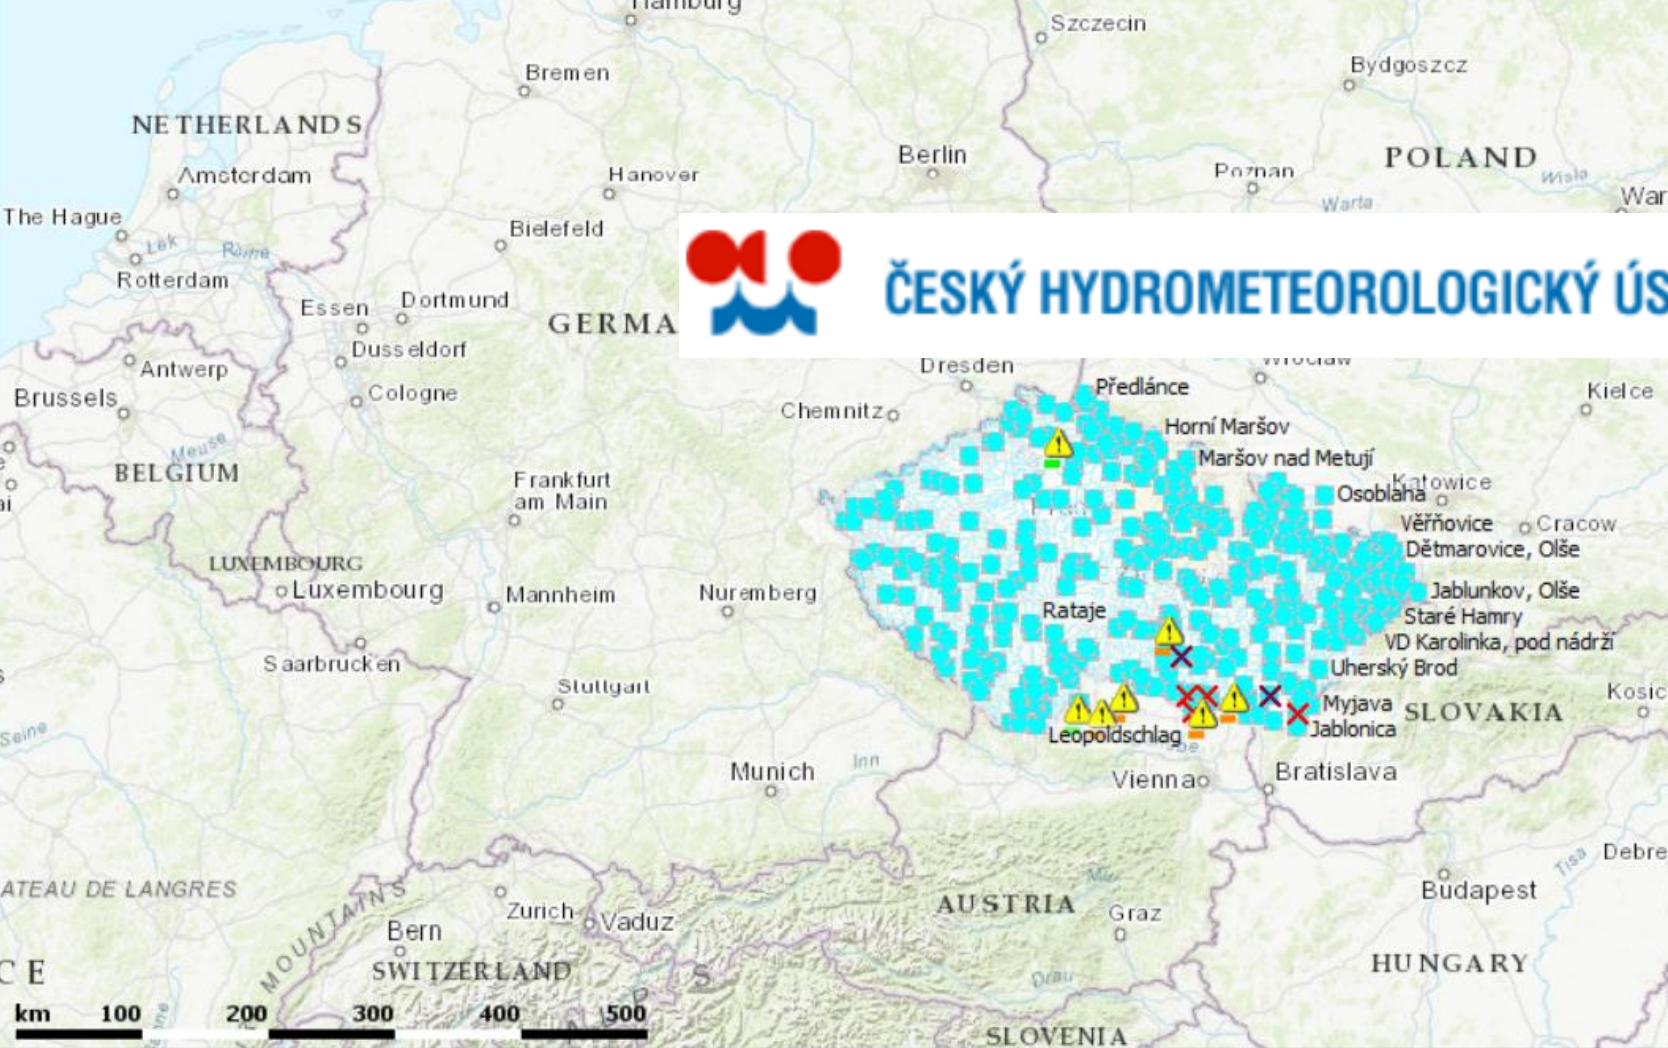 Hamburg
Szczecin
Bremen
Bydgoszcz
NETHERLANDS
Berlin
POLAND
Amsterdam
Hanover
Poznan
Wisla
Warta
War
The Hague
Lek
Bielefeld
Rotterdam
ČESKÝ HYDROMETEOROLOGICKÝ ÚS
Essen
Dortmund
GERMA
Dusseldorf
Antwerp
Dresden
Wroclaw
Předlánce
Kielce
Brussels
Cologne
Chemnitz
Horní Maršov
Meuse
Maršov nad Metují
BELGIUM
Frankfurt
am Main
Katowice
Osoblaha
Věřňovice
Cracow
Dětmarovice, Olše
LUXEMBOURG
Luxembourg
Mannheim
Nuremberg
Jablunkov, Olše
Rataje
Staré Hamry
VD Karolinka, pod nádrží
Saarbrucken
Uherský Brod
Stuttgart
Kosic
Myjava
SLOVAKIA
Seine
Jablonica
Leopoldschlag
Munich
Inn
Vienna
Bratislava
Tisa
Debre
ATEAU DE LANGRES
Budapest
MOUNTAINS
Zurich
Vaduz
AUSTRIA
Graz
Bern
CE
SWITZERLAND
HUNGARY
Drau
km 100 200 300 400 500
SLOVENIA